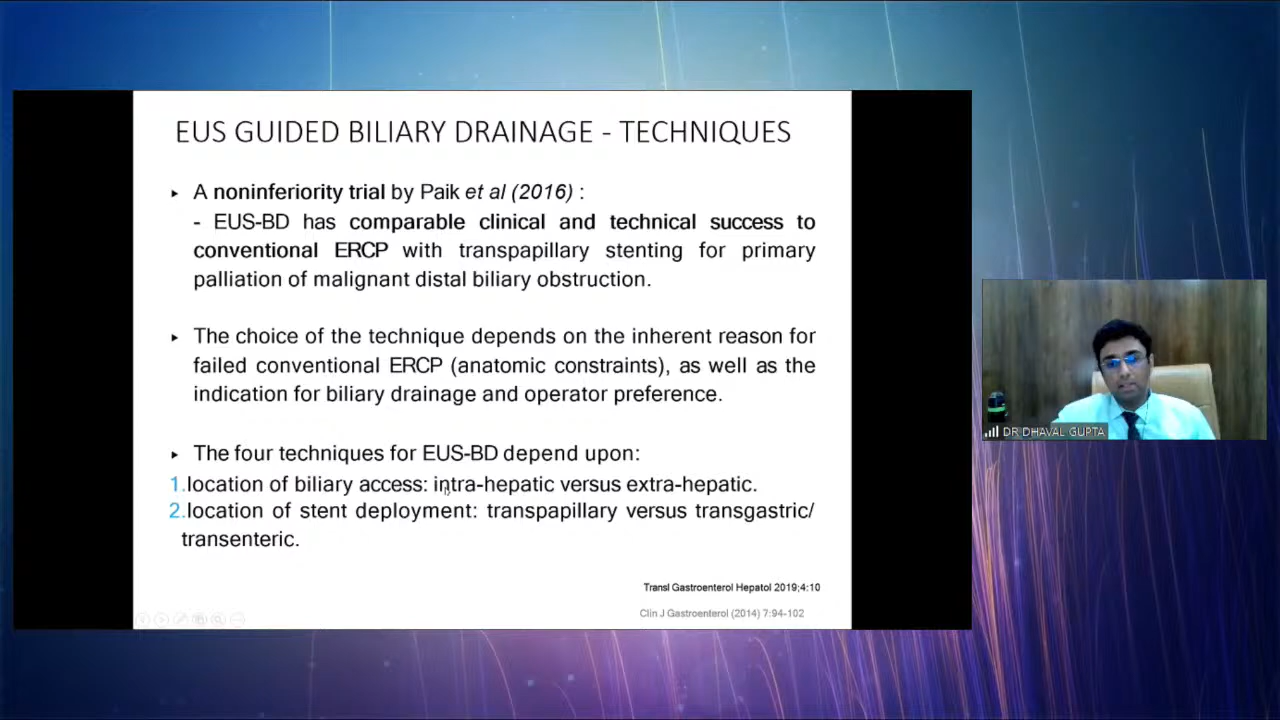 EUS GUIDED BILIARY DRAINAGE - TECHNIQUES
A noninferiority trial by Paik et al (2016) :
- EUS-BD has comparable clinical and technical success to
conventional ERCP with transpapillary stenting for primary
palliation of malignant distal biliary obstruction.
The choice of the technique depends on the inherent reason for
failed conventional ERCP (anatomic constraints), as well as the
indication for biliary drainage and operator preference.
The four techniques for EUS-BD depend upon:
1.location of biliary access: intra-hepatic versus extra-hepatic.
2.location of stent deployment: transpapillary versus transgastric/
transenteric.
Transl Gastroenterol Hepatol 2019;4:10
Clin J Gastroenterol (2014) 7:94-102
DR DHAVAL GUPTA